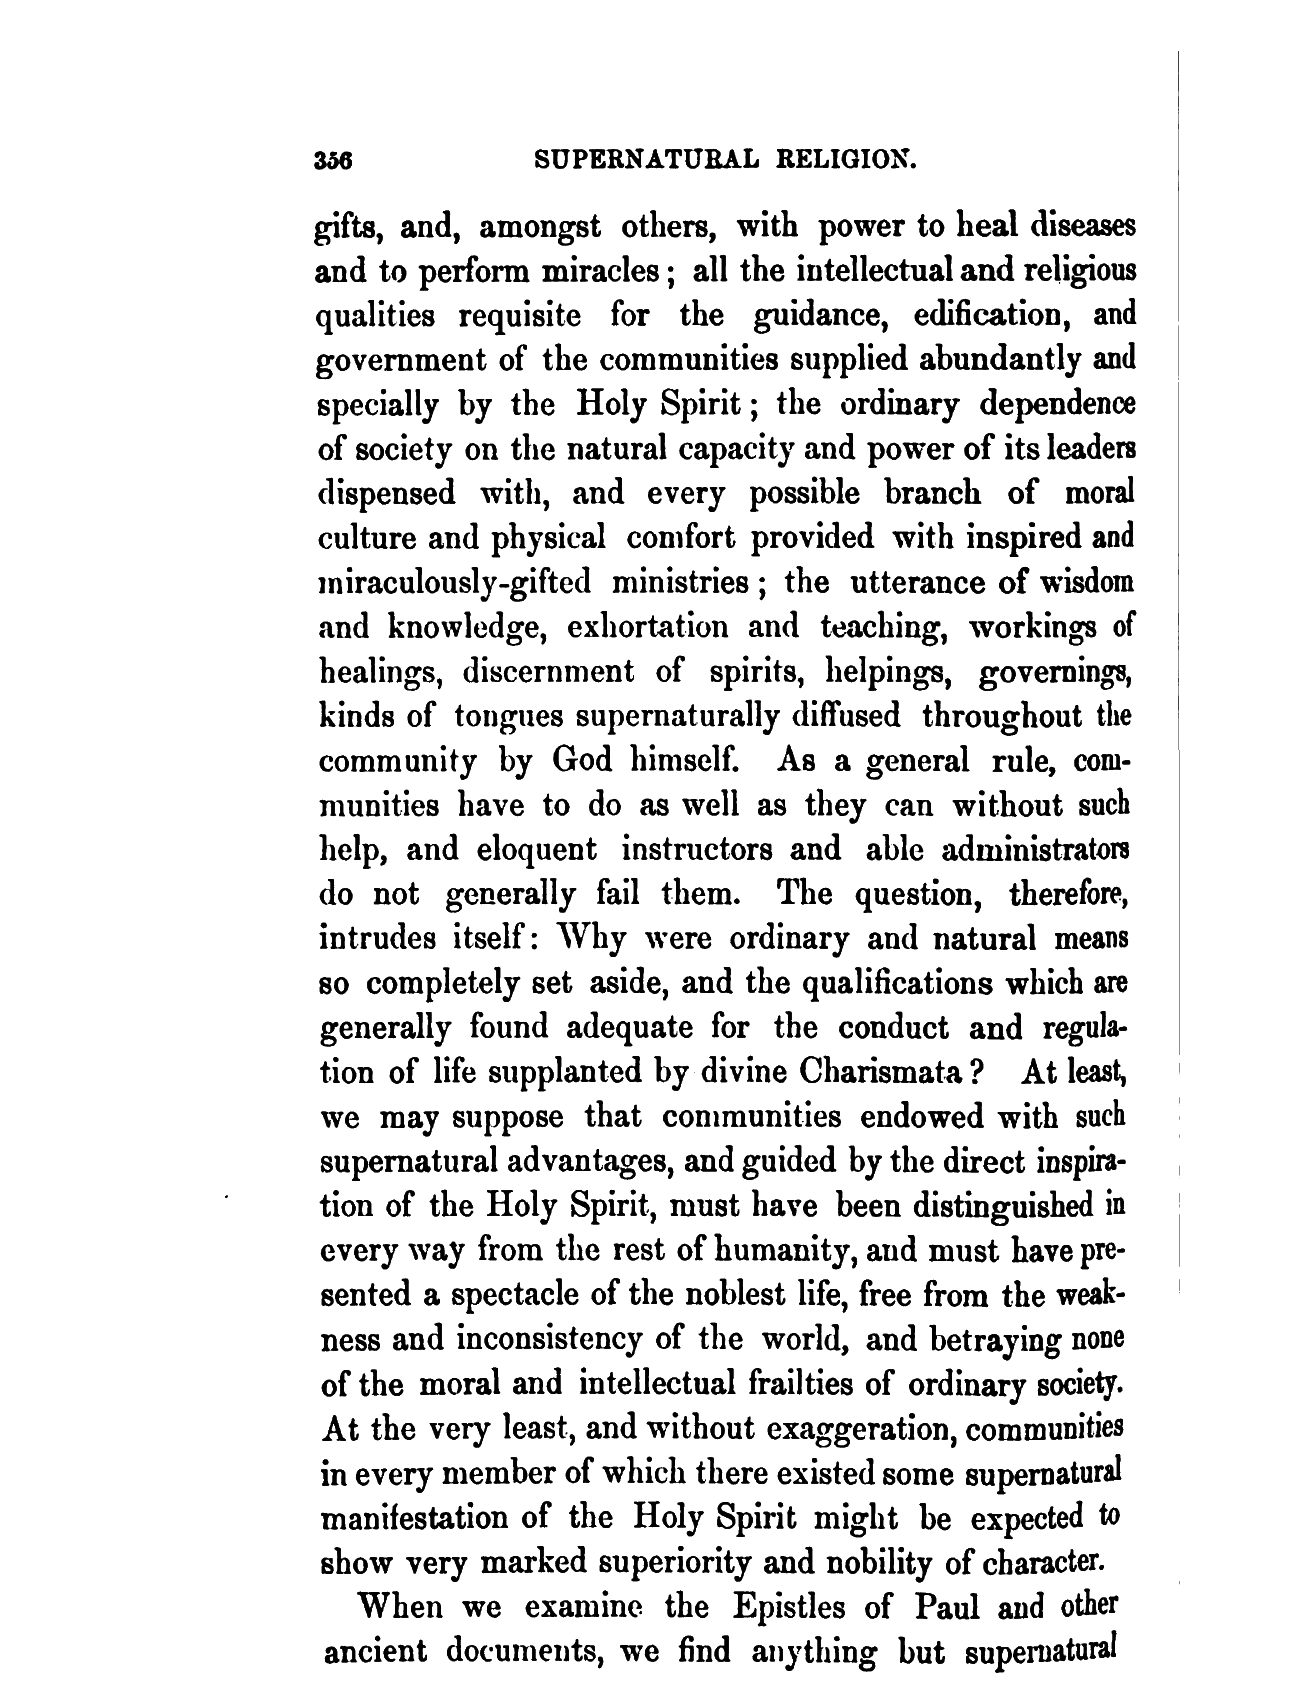 356 SUPERNATURAL RELIGION.
gifts, and, amongst others, with power to heal diseases
and to perform miracles; all the intellectual and religious
qualities requisite for the guidance, edification, and
government of the communities supplied abundantly and
specially by the Holy Spirit; the ordinary dependence
of society on the natural capacity and power of its leaders
dispensed with, and every possible branch of moral
culture and physical comfort provided with inspired and
miraculously-gifted ministries; the utterance of wisdom
and knowledge, exhortation and teaching, workings of
healings, discernment of spirits, helpings, governings,
kinds of tongues supernaturally diffused throughout the
community by God himself. As a general rule, com-
munities have to do as well as they can without such
help, and eloquent instructors and able administrators
do not generally fail them. The question, therefore,
intrudes itself: Why were ordinary and natural means
so completely set aside, and the qualifications which are
generally found adequate for the conduct and regula-
tion of life supplanted by divine Charismata? At least,
we may suppose that communities endowed with such
supernatural advantages, and guided by the direct inspira-
tion of the Holy Spirit, must have been distinguished in
every way from the rest of humanity, and must have pre-
sented a spectacle of the noblest life, free from the weak-
ness and inconsistency of the world, and betraying none
of the moral and intellectual frailties of ordinary society.
At the very least, and without exaggeration, communities
in every member of which there existed some supernatural
manifestation of the Holy Spirit might be expected to
show very marked superiority and nobility of character.
When we examine the Epistles of Paul and other
ancient documents, we find anything but supernatural